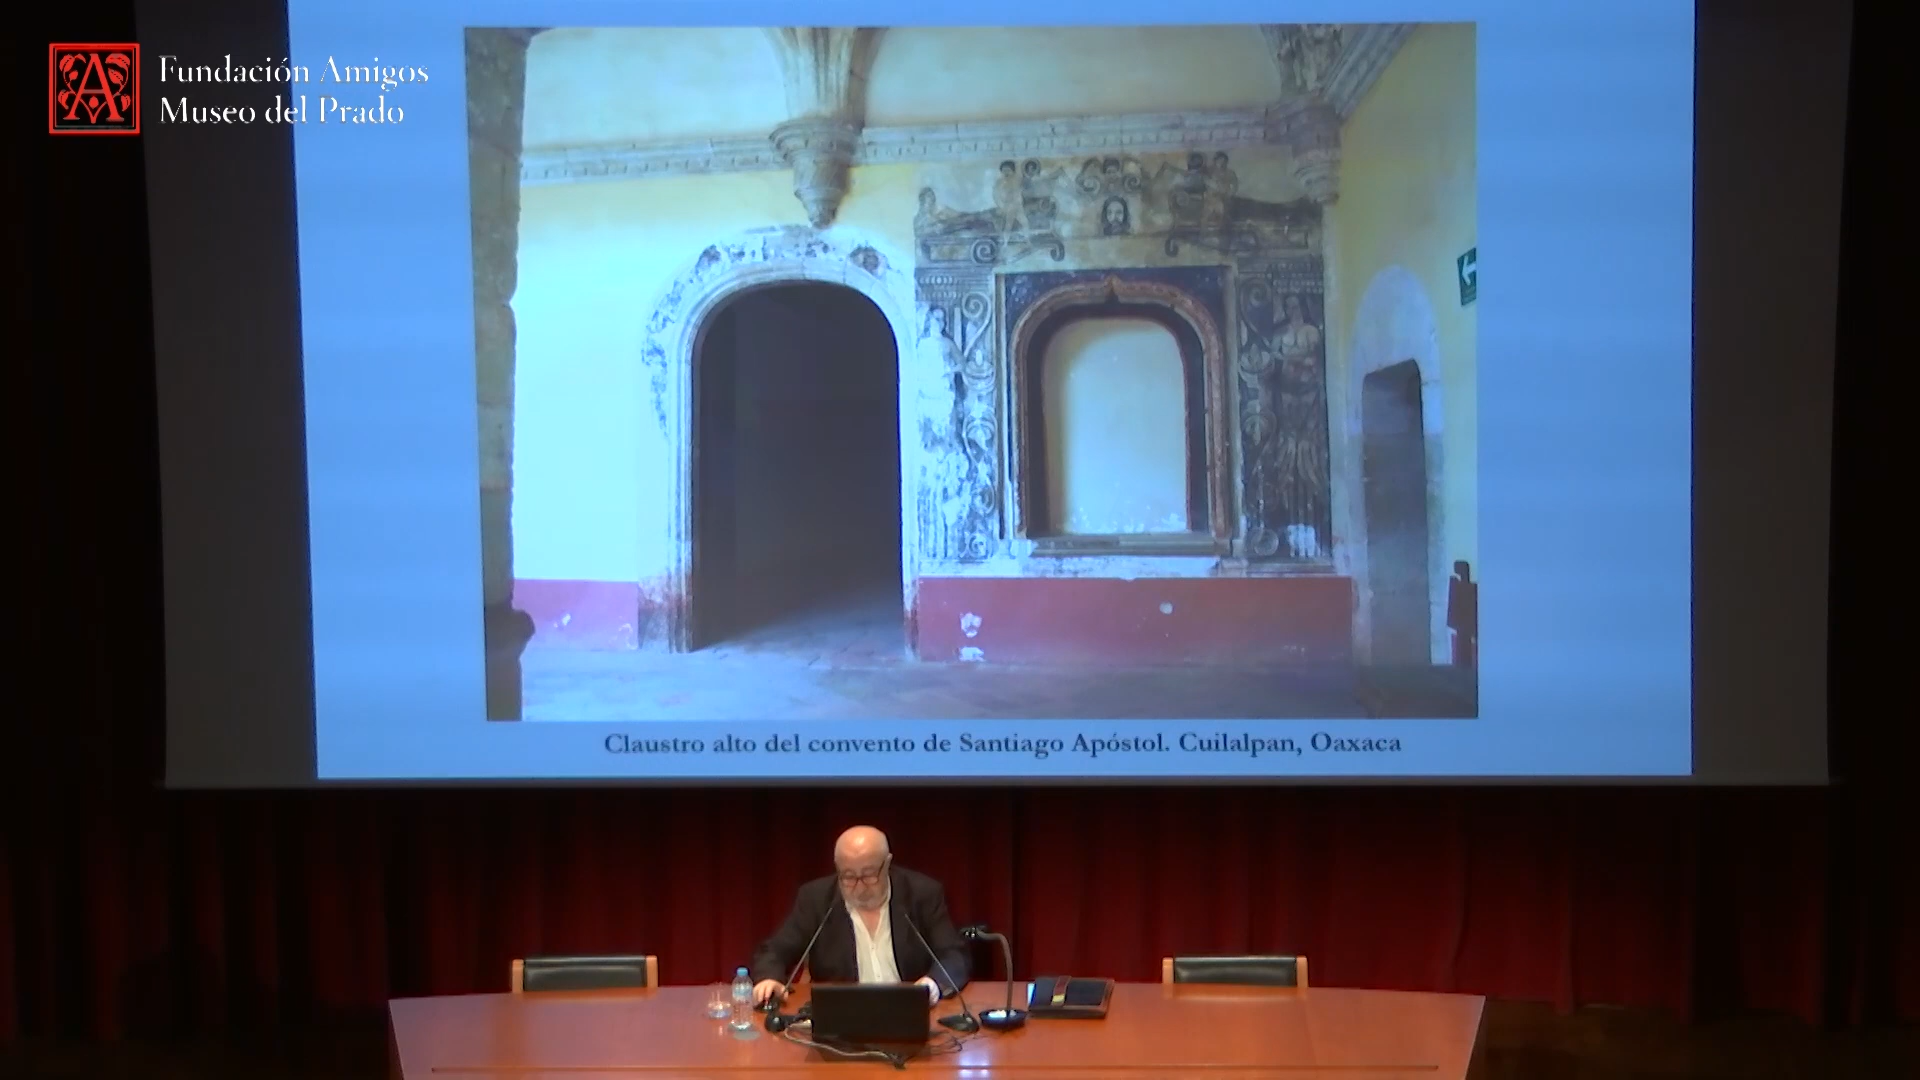 Fundación Amigos
Museo del Prado
Claustro alto del convento de Santiago Apóstol. Cuilalpan, Oaxaca